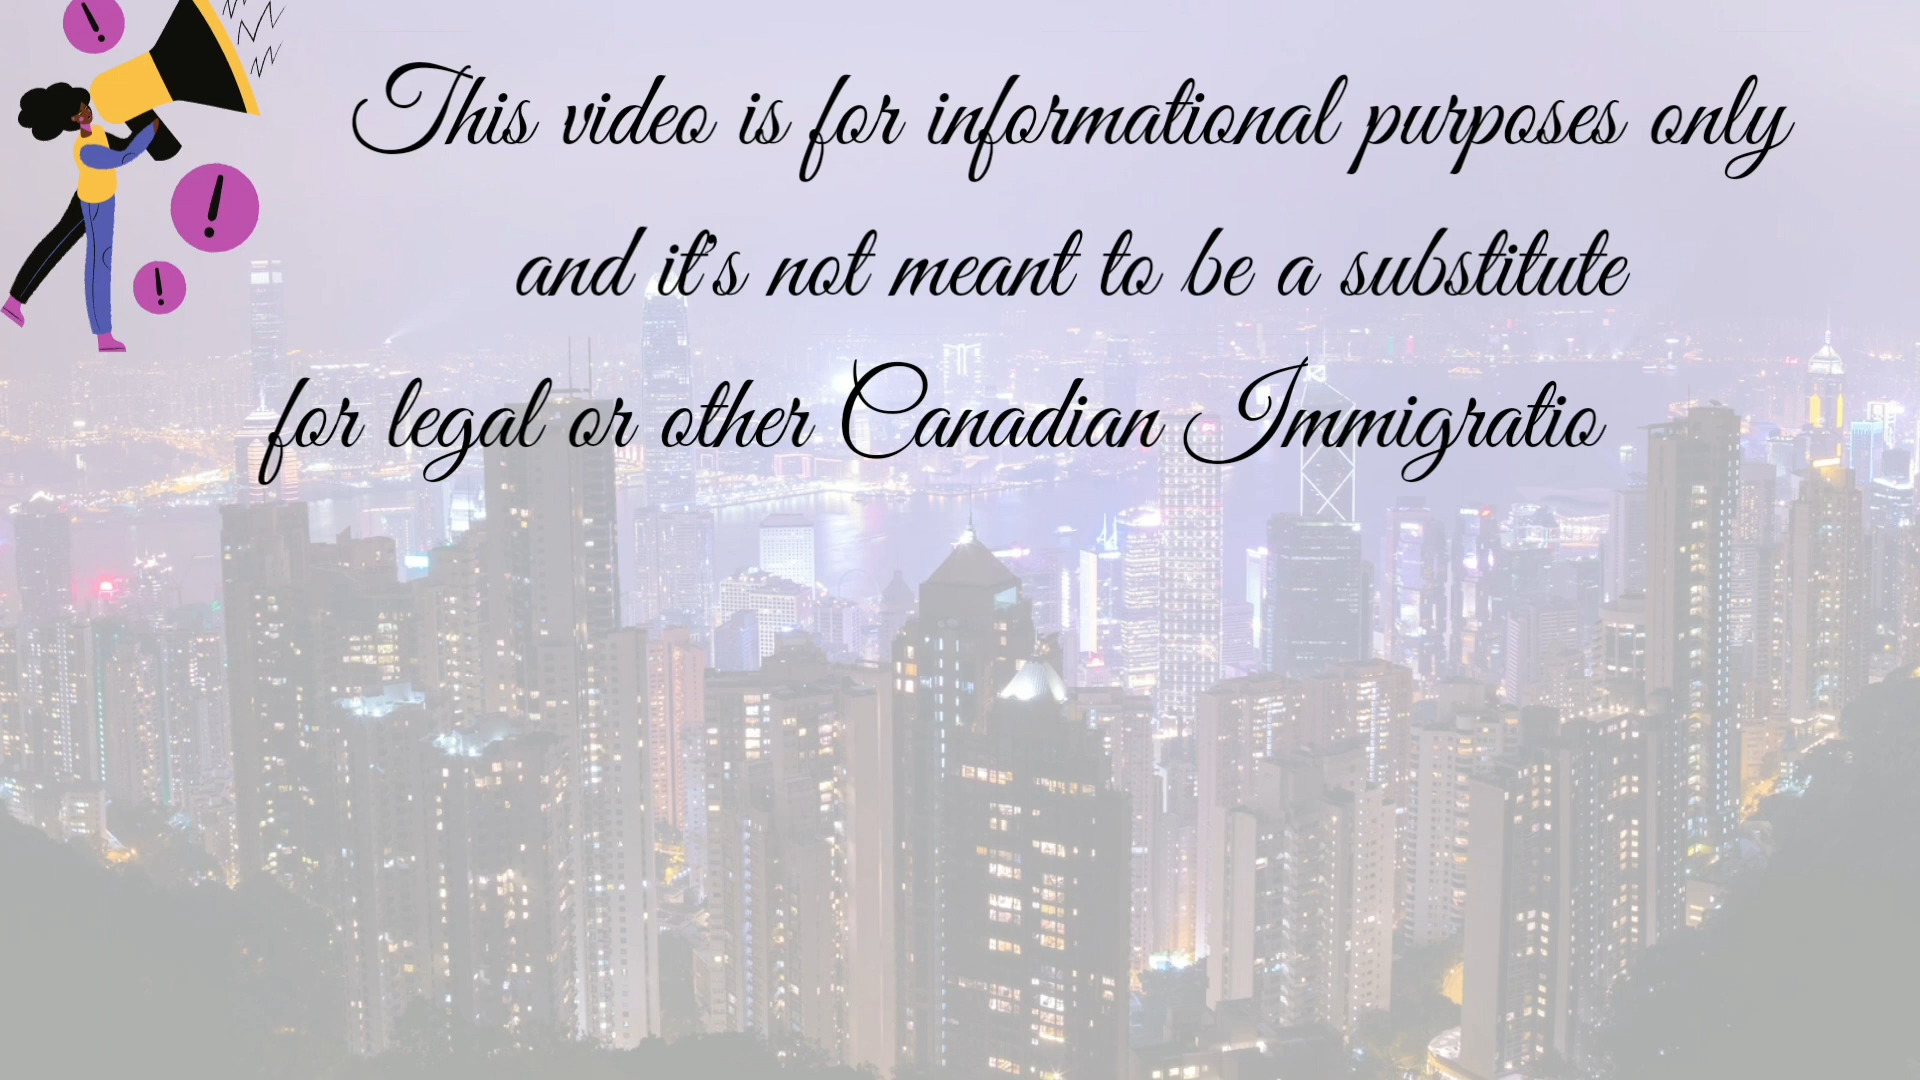 This video is for informational purposes only
and it's not meant to be a substitute
for legal or other Canadian Immigratio